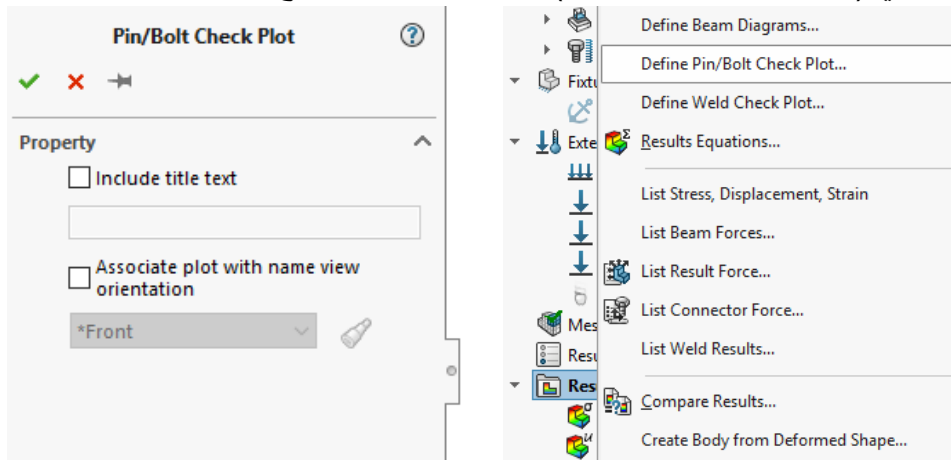 Pin/Bolt Check Plot
Property
Include title text
Associate plot with name view
orientation
*Front
Define Beam Diagrams...
Define Pin/Bolt Check Plot...
Define Weld Check Plot...
Results Equations...
List Stress, Displacement, Strain
List Beam Forces...
List Result Force...
List Connector Force...
List Weld Results...
Compare Results...
Create Body from Deformed Shape...
Fixtu
Exte
Mes
Resu
Res